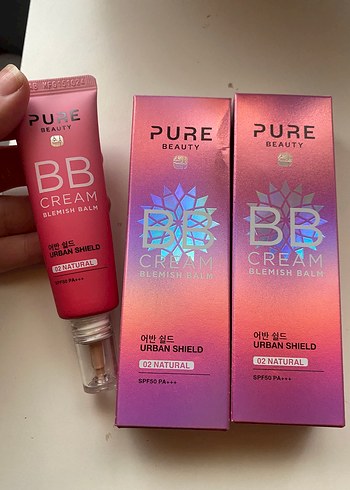 PURE
BEAUTY
BB
CREAM
BLEMISH BALM
어반 쉴드
URBAN SHIELD
02 NATURAL
SPF50 PA+++
PURE
BEAUTY
BB
CREAM
BLEMISH BALM
어반 쉴드
URBAN SHIELD
02 NATURAL
SPF50 PA+++
PURE
BEAUTY
BB
CREAM
BLEMISH BALM
어반 쉴드
URBAN SHIELD
02 NATURAL
SPF50 PA+++